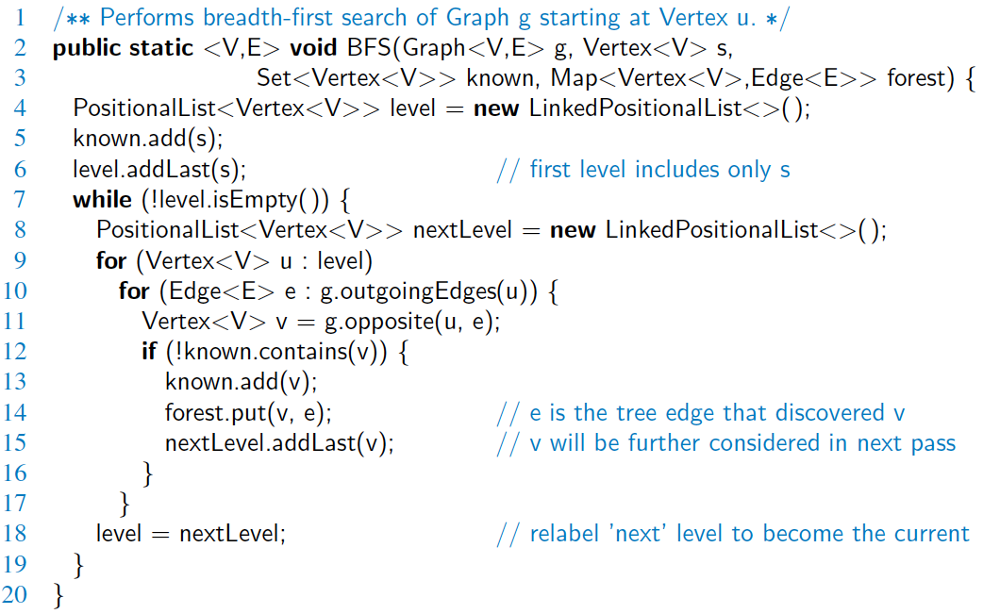 1 /** Performs breadth-first search of Graph g starting at Vertex u. */
2 public static <V,E> void BFS(Graph<V,E> g, Vertex<V> s,
3 Set<Vertex<V>> known, Map<Vertex<V>,Edge<E>> forest) {
4 PositionalList<Vertex<V>> level = new LinkedPositionalList<>();
5 known.add(s);
6 level.addLast(s); // first level includes only s
7 while (!level.isEmpty()) {
8 PositionalList<Vertex<V>> nextLevel = new LinkedPositionalList<>();
9 for (Vertex<V> u : level)
10 for (Edge<E> e : g.outgoingEdges(u)) {
11 Vertex<V> v = g.opposite(u, e);
12 if (!known.contains(v)) {
13 known.add(v);
14 forest.put(v, e); // e is the tree edge that discovered v
15 nextLevel.addLast(v); // v will be further considered in next pass
16 }
17 }
18 level = nextLevel; // relabel 'next' level to become the current
19 }
20 }